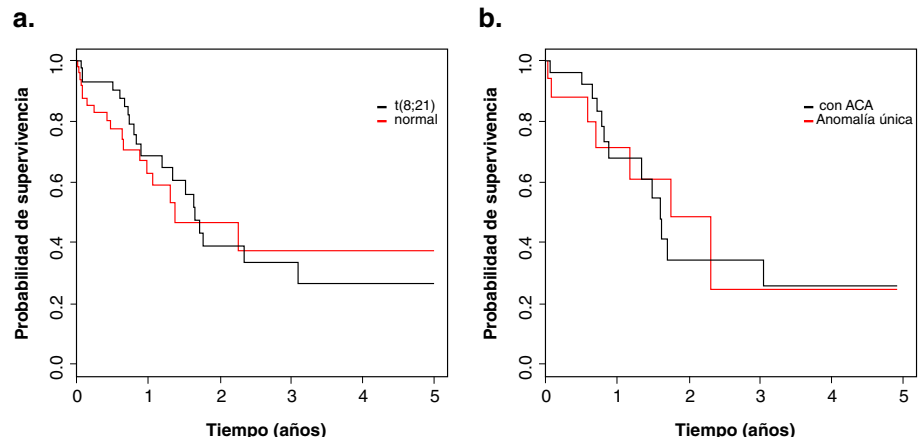 a.
Probabilidad de supervivencia
1.0
0.8
0.6
0.4
0.2
0.0
t(8;21)
normal
0 1 2 3 4 5
Tiempo (años)
b.
Probabilidad de supervivencia
1.0
0.8
0.6
0.4
0.2
0.0
con ACA
Anomalía única
0 1 2 3 4 5
Tiempo (años)